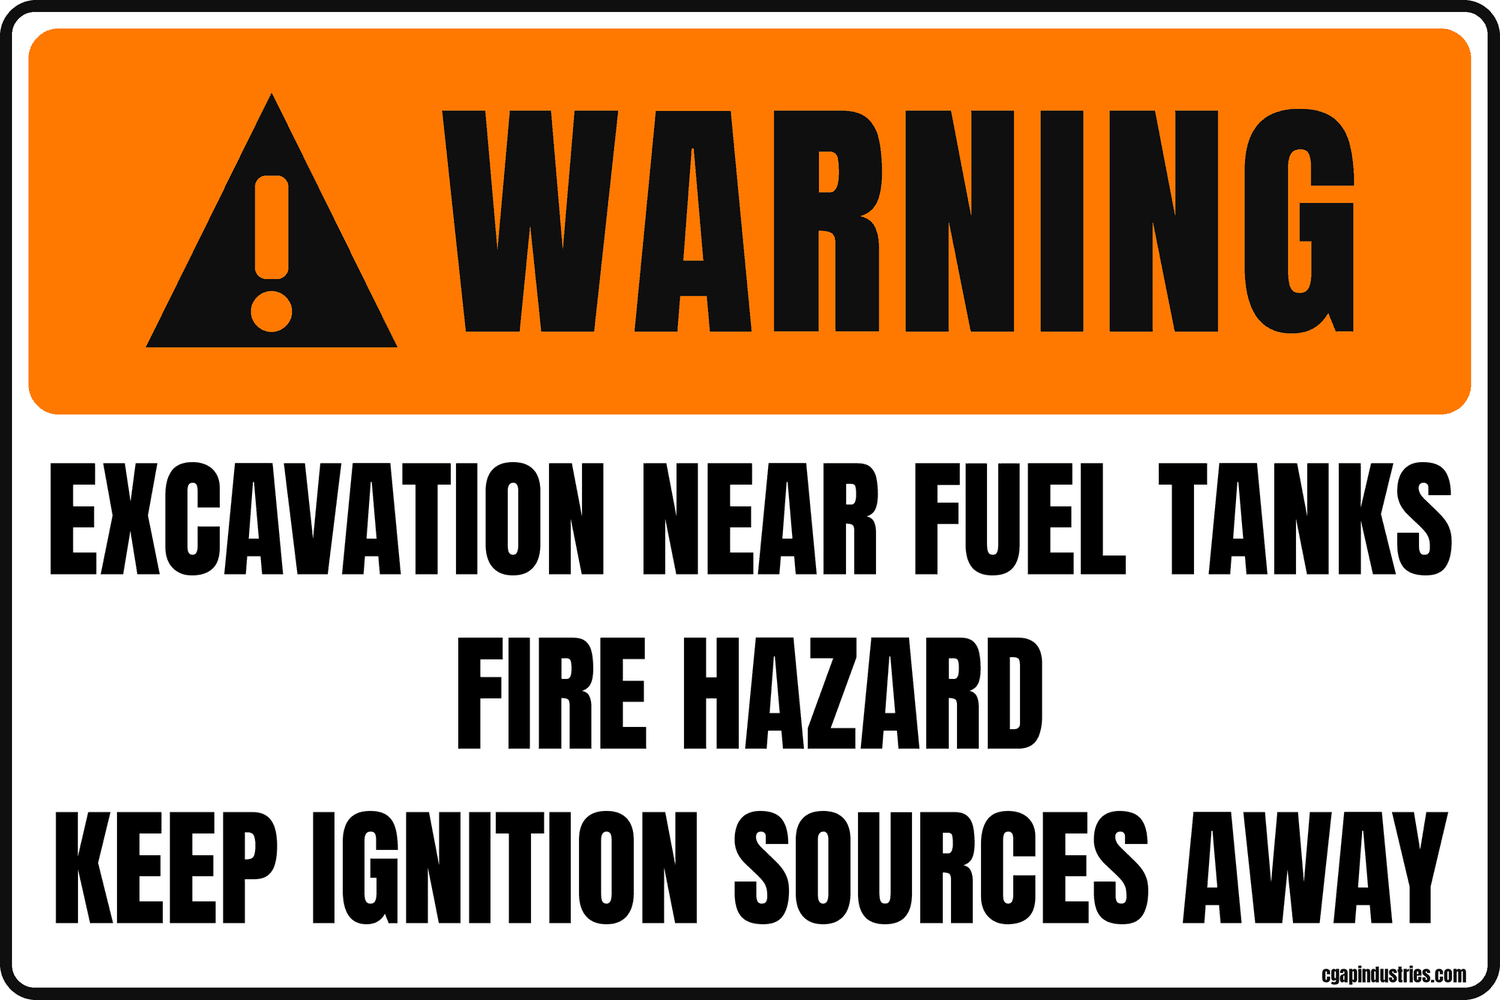 WARNING
EXCAVATION NEAR FUEL TANKS
FIRE HAZARD
KEEP IGNITION SOURCES AWAY
cgapindustries.com